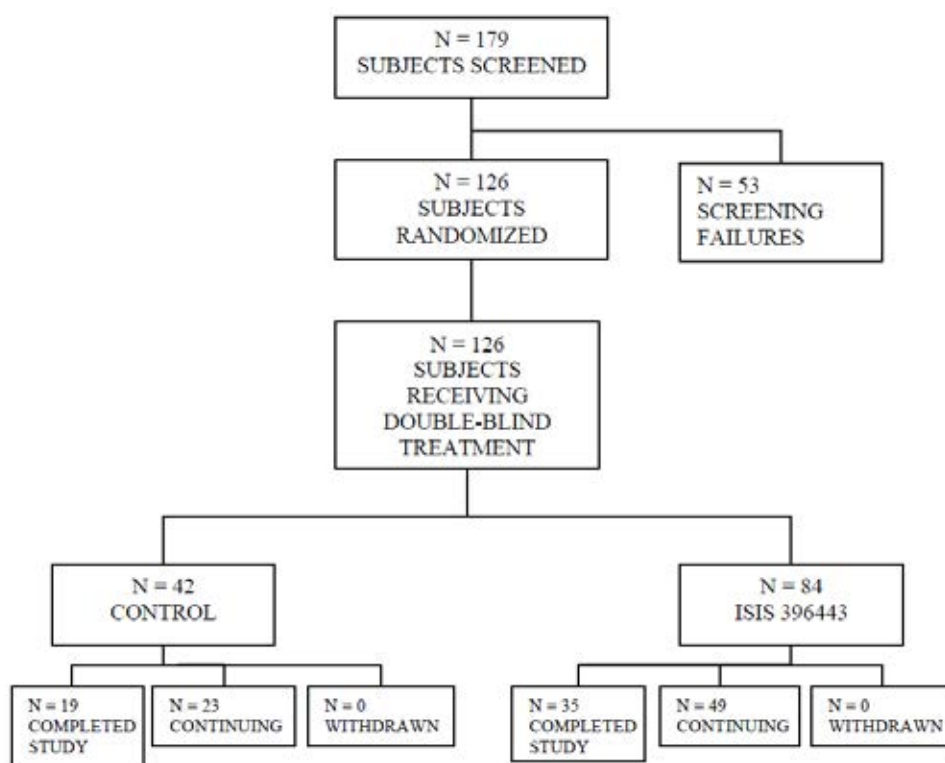 N = 179
SUBJECTS SCREENED
N = 126
SUBJECTS
RANDOMIZED
N = 53
SCREENING
FAILURES
N = 126
SUBJECTS
RECEIVING
DOUBLE-BLIND
TREATMENT
N = 42
CONTROL
N = 84
ISIS 396443
N = 19
COMPLETED
STUDY
N = 23
CONTINUING
N = 0
WITHDRAWN
N = 35
COMPLETED
STUDY
N = 49
CONTINUING
N = 0
WITHDRAWN